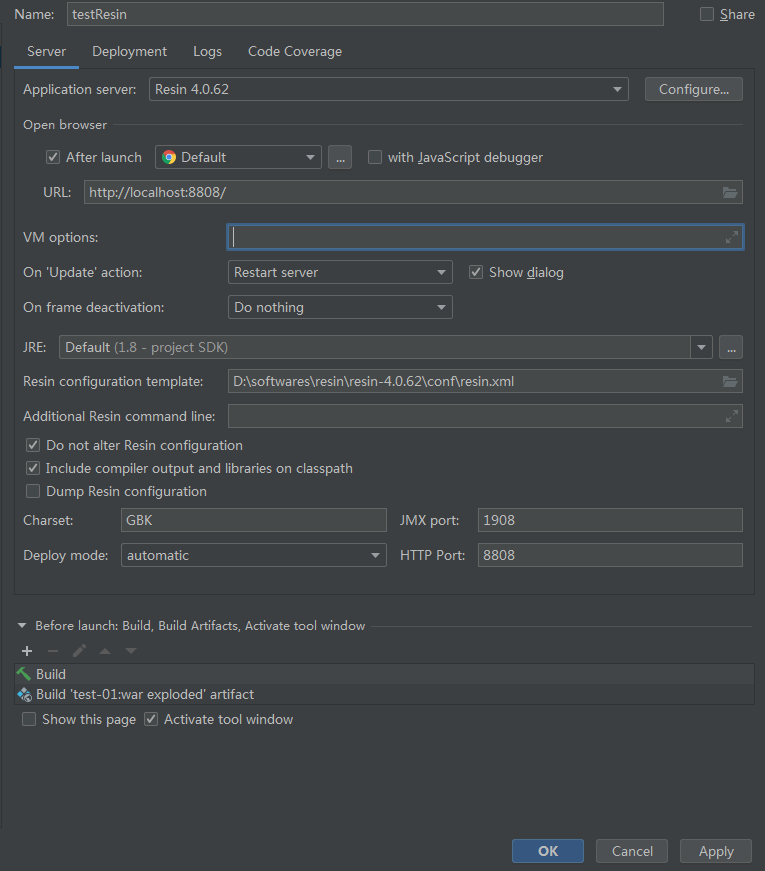 Name: testResin Share
Server Deployment Logs Code Coverage
Application server: Resin 4.0.62 Configure...
Open browser
After launch Default ... with JavaScript debugger
URL: http://localhost:8808/
VM options:
On 'Update' action: Restart server Show dialog
On frame deactivation: Do nothing
JRE: Default (1.8 - project SDK) ...
Resin configuration template: D:\softwares\resin\resin-4.0.62\conf\resin.xml
Additional Resin command line:
Do not alter Resin configuration
Include compiler output and libraries on classpath
Dump Resin configuration
Charset: GBK JMX port: 1908
Deploy mode: automatic HTTP Port: 8808
Before launch: Build, Build Artifacts, Activate tool window
Build
Build 'test-01:war exploded' artifact
Show this page Activate tool window
OK Cancel Apply